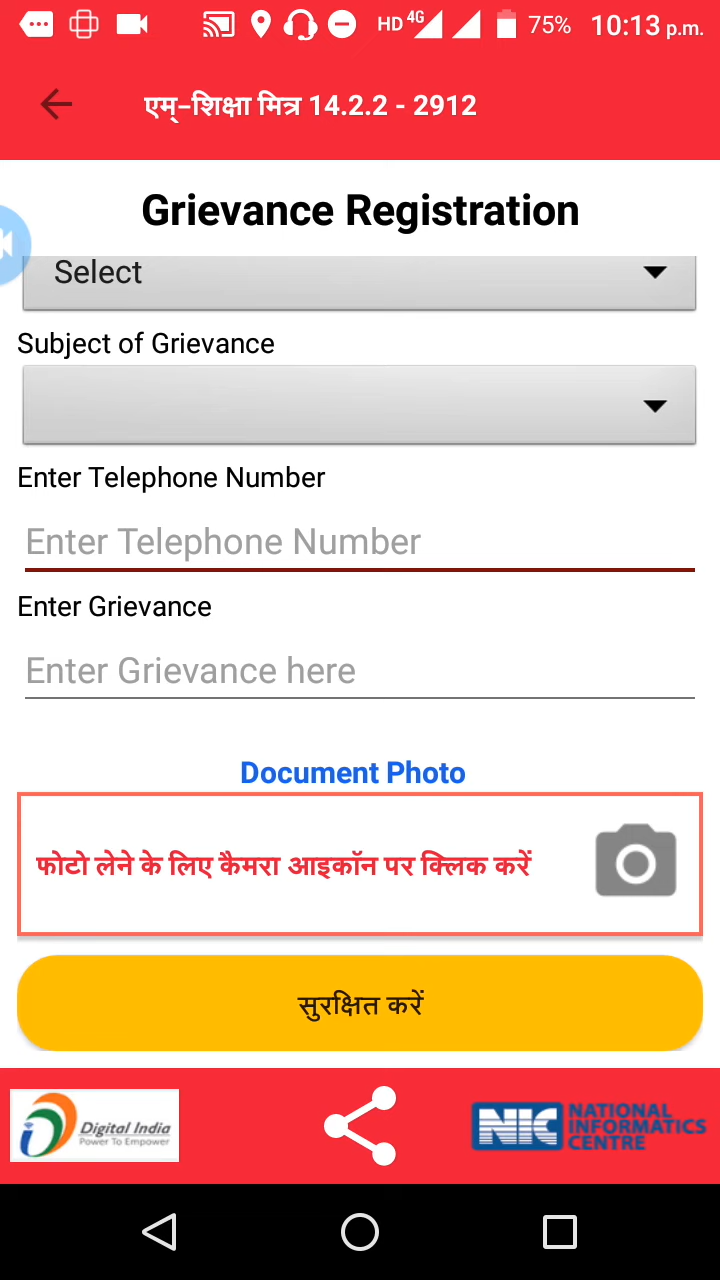 HD 4G 75% 10:13 p.m.
एम्-शिक्षा मित्र 14.2.2 - 2912
Grievance Registration
Select
Subject of Grievance
Enter Telephone Number
Enter Telephone Number
Enter Grievance
Enter Grievance here
Document Photo
फोटो लेने के लिए कैमरा आइकॉन पर क्लिक करें
सुरक्षित करें
Digital India
Power To Empower
NIC
NATIONAL
INFORMATICS
CENTRE